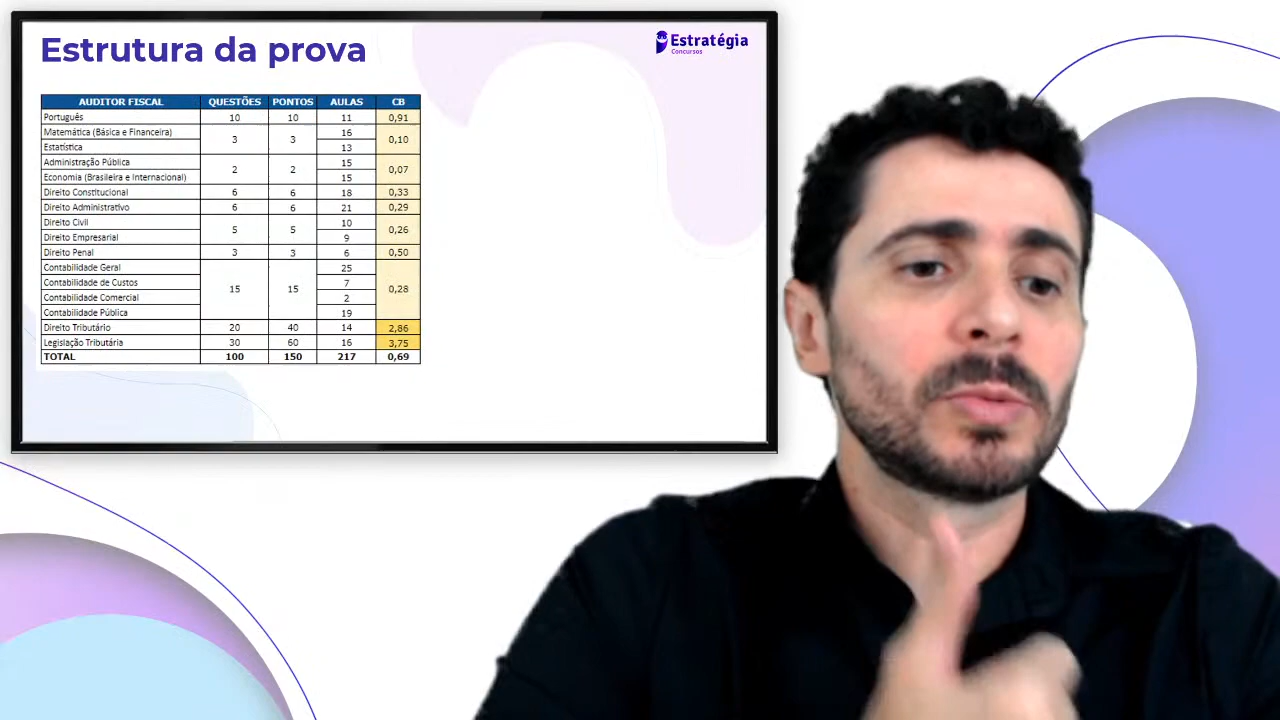 Estrutura da prova
Estratégia
Concursos
AUDITOR FISCAL QUESTÕES PONTOS AULAS CB
Português 10 10 11 0,91
Matemática (Básica e Financeira) 3 3 16 0,10
Estatística 13
Administração Pública 2 2 15 0,07
Economia (Brasileira e Internacional) 15
Direito Constitucional 6 6 18 0,33
Direito Administrativo 6 6 21 0,29
Direito Civil 5 5 10 0,26
Direito Empresarial 9
Direito Penal 3 3 6 0,50
Contabilidade Geral 15 15 25 0,28
Contabilidade de Custos 7
Contabilidade Comercial 2
Contabilidade Pública 19
Direito Tributário 20 40 14 2,86
Legislação Tributária 30 60 16 3,75
TOTAL 100 150 217 0,69